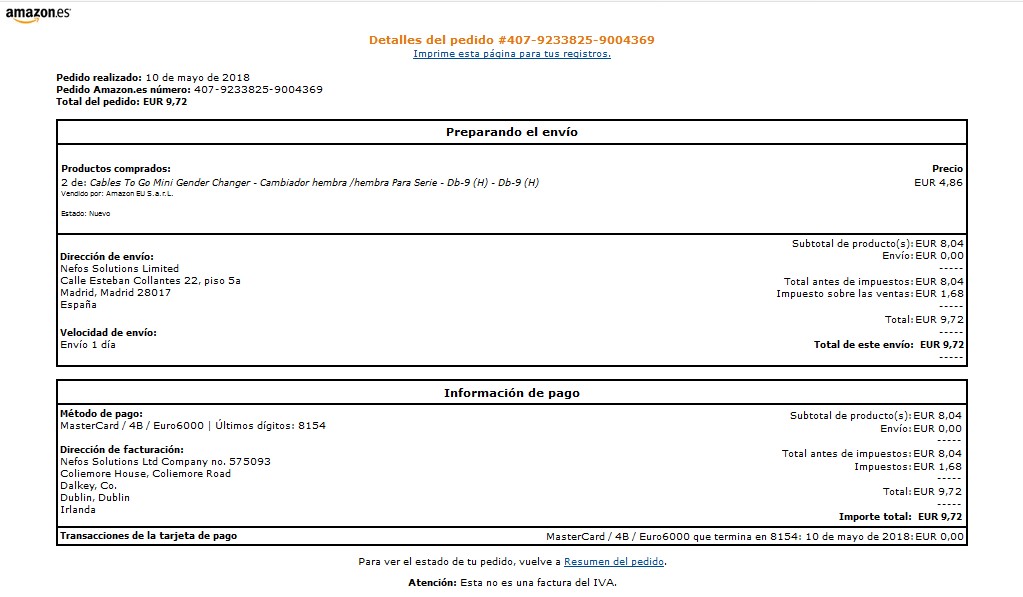 amazon.es
Detalles del pedido #407-9233825-9004369
Imprime esta página para tus registros.
Pedido realizado: 10 de mayo de 2018
Pedido Amazon.es número: 407-9233825-9004369
Total del pedido: EUR 9,72
Preparando el envío
Productos comprados: Precio
2 de: Cables To Go Mini Gender Changer - Cambiador hembra /hembra Para Serie - Db-9 (H) - Db-9 (H) EUR 4,86
Vendido por: Amazon EU S.a.r.L.
Estado: Nuevo
Dirección de envío:
Nefos Solutions Limited
Calle Esteban Collantes 22, piso 5a
Madrid, Madrid 28017
España
Velocidad de envío:
Envío 1 día
Subtotal de producto(s): EUR 8,04
Envío: EUR 0,00
-----
Total antes de impuestos: EUR 8,04
Impuesto sobre las ventas: EUR 1,68
-----
Total: EUR 9,72
-----
Total de este envío: EUR 9,72
-----
Información de pago
Método de pago:
MasterCard / 4B / Euro6000 | Últimos dígitos: 8154
Dirección de facturación:
Nefos Solutions Ltd Company no. 575093
Coliemore House, Coliemore Road
Dalkey, Co.
Dublin, Dublin
Irlanda
Subtotal de producto(s): EUR 8,04
Envío: EUR 0,00
-----
Total antes de impuestos: EUR 8,04
Impuestos: EUR 1,68
-----
Total: EUR 9,72
-----
Importe total: EUR 9,72
Transacciones de la tarjeta de pago MasterCard / 4B / Euro6000 que termina en 8154: 10 de mayo de 2018: EUR 0,00
Para ver el estado de tu pedido, vuelve a Resumen del pedido.
Atención: Esta no es una factura del IVA.